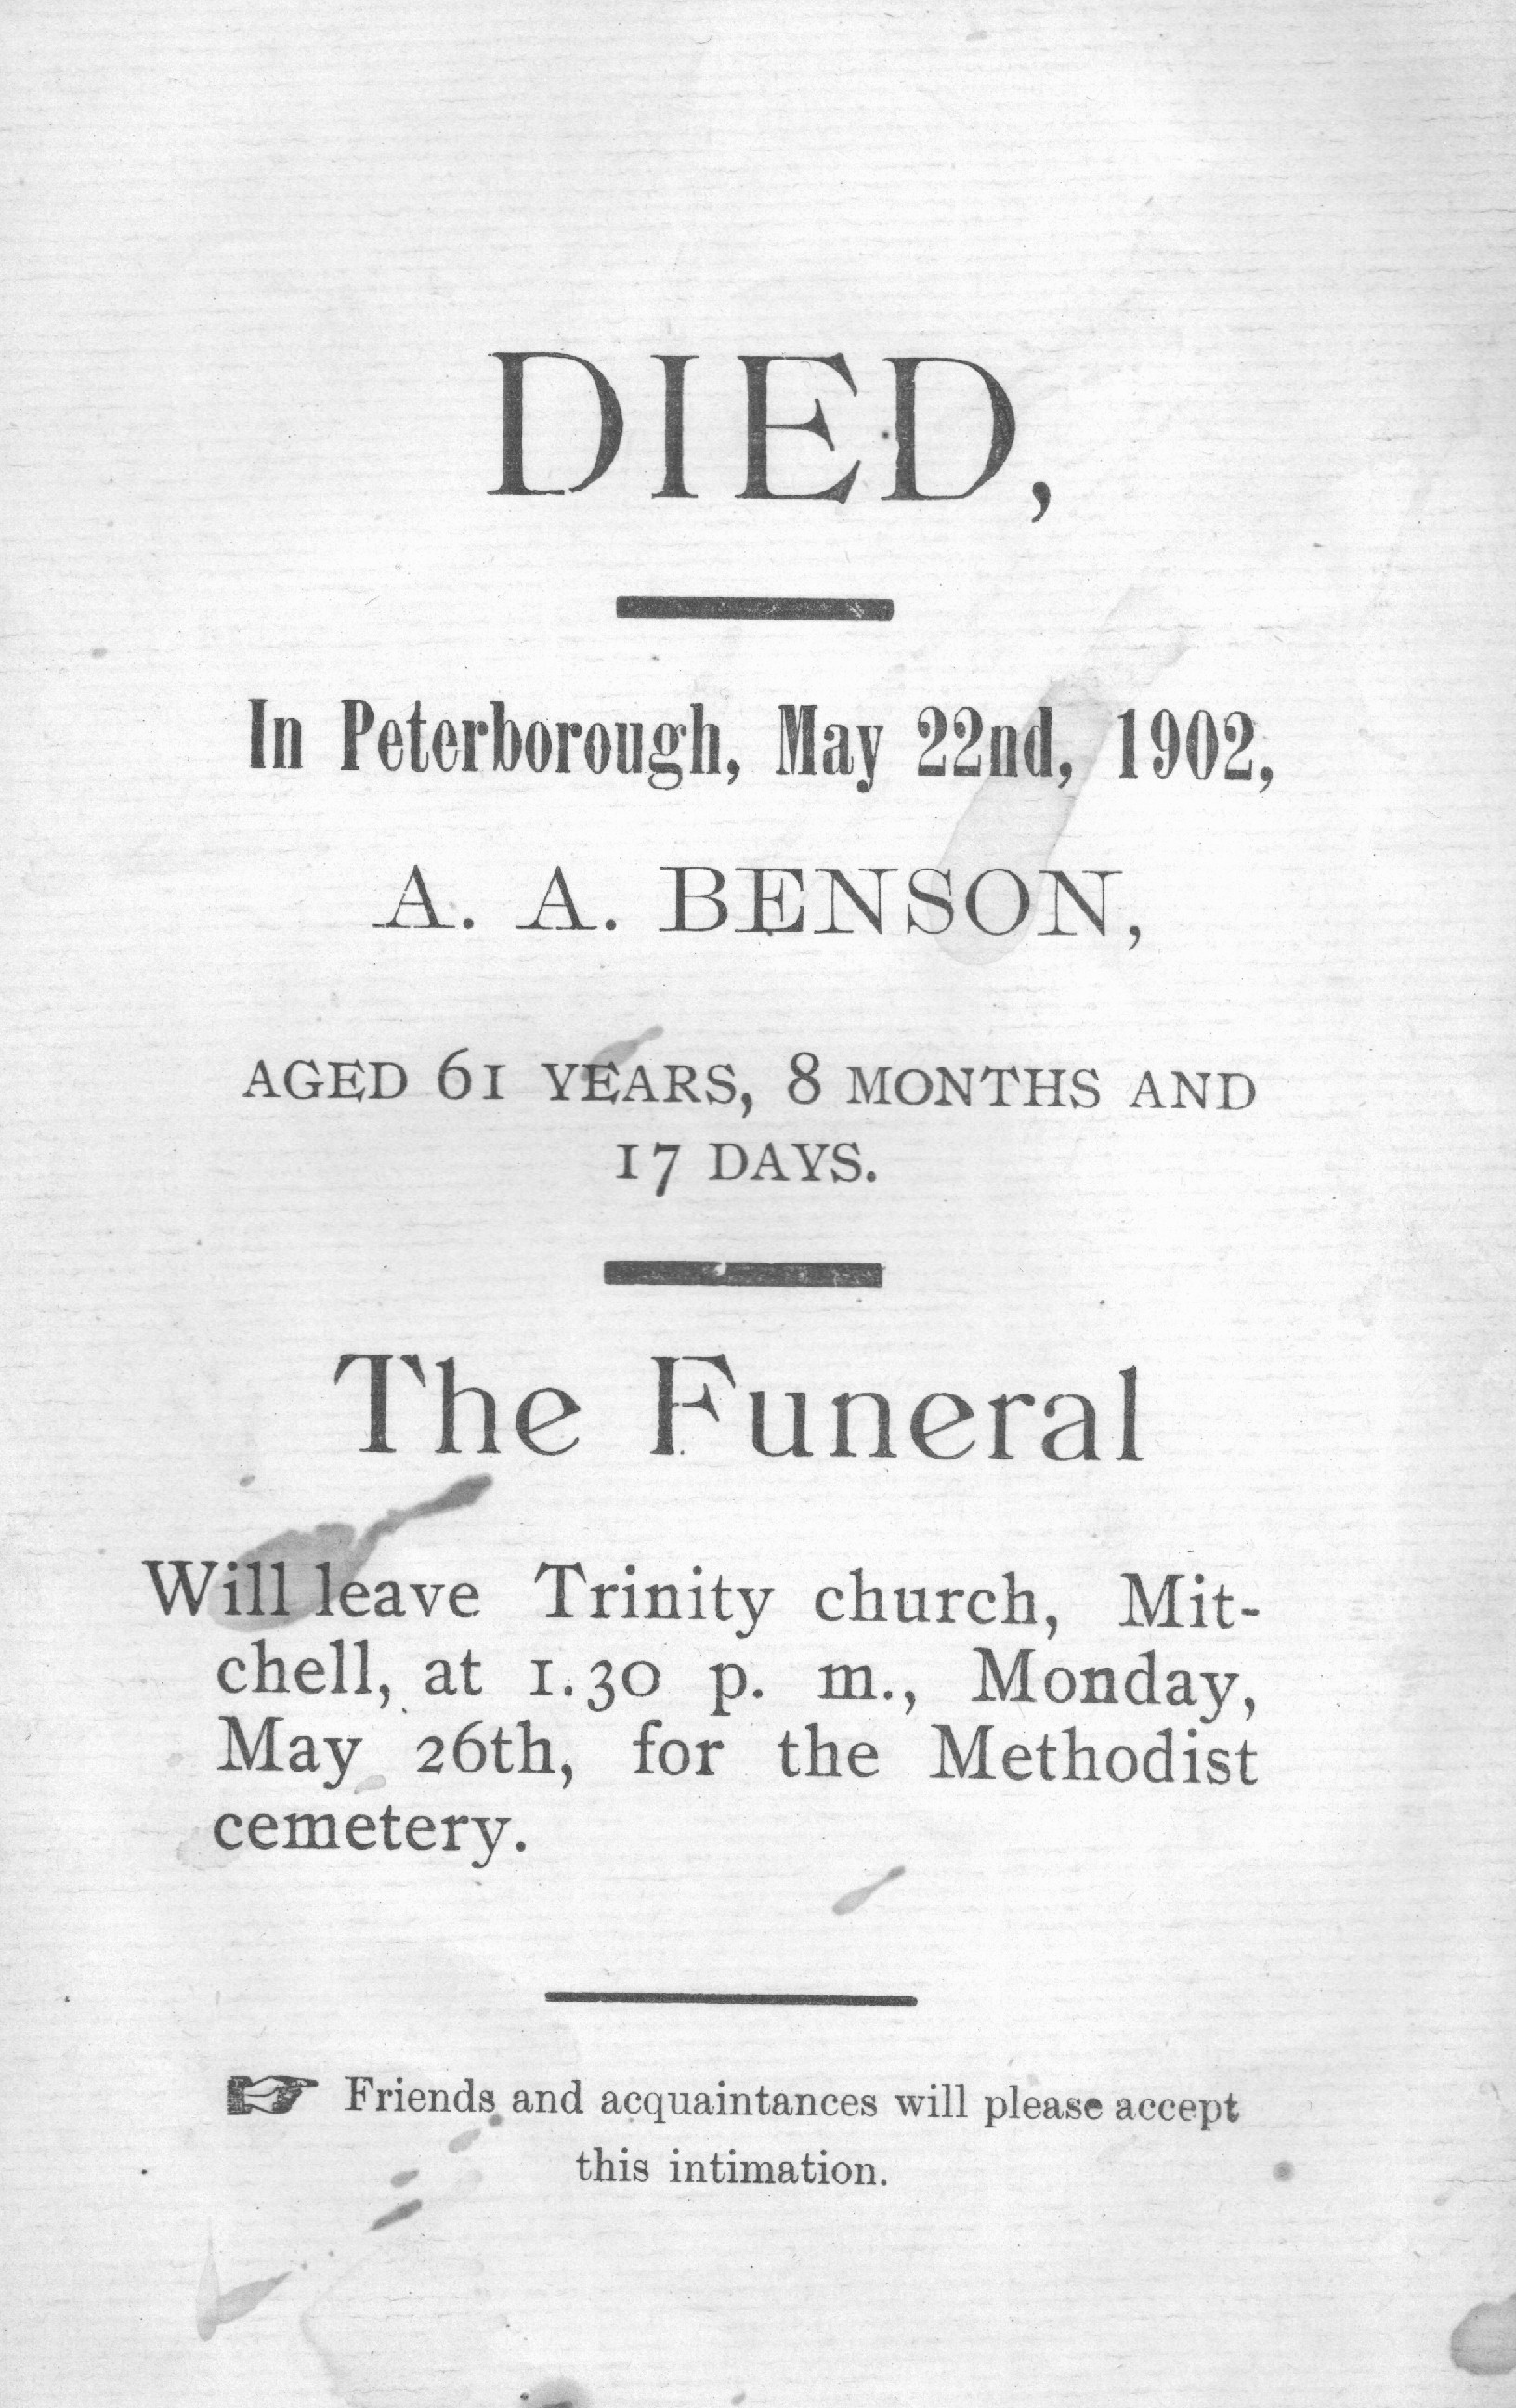 DIED,
In Peterborough, May 22nd, 1902,
A. A. BENSON,
AGED 61 YEARS, 8 MONTHS AND
17 DAYS.
The Funeral
Will leave Trinity church, Mit-
chell, at 1.30 p. m., Monday,
May 26th, for the Methodist
cemetery.
☞ Friends and acquaintances will please accept
this intimation.